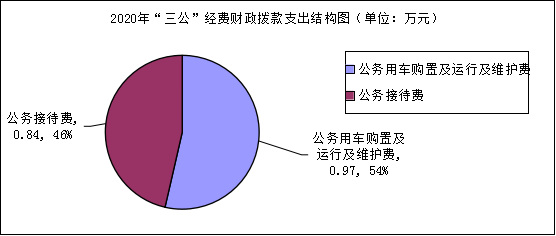 2020年“三公”经费财政拨款支出结构图（单位：万元）
公务用车购置及运行及维护费
公务接待费
公务接待费,
0.84, 46%
公务用车购置及
运行及维护费,
0.97, 54%